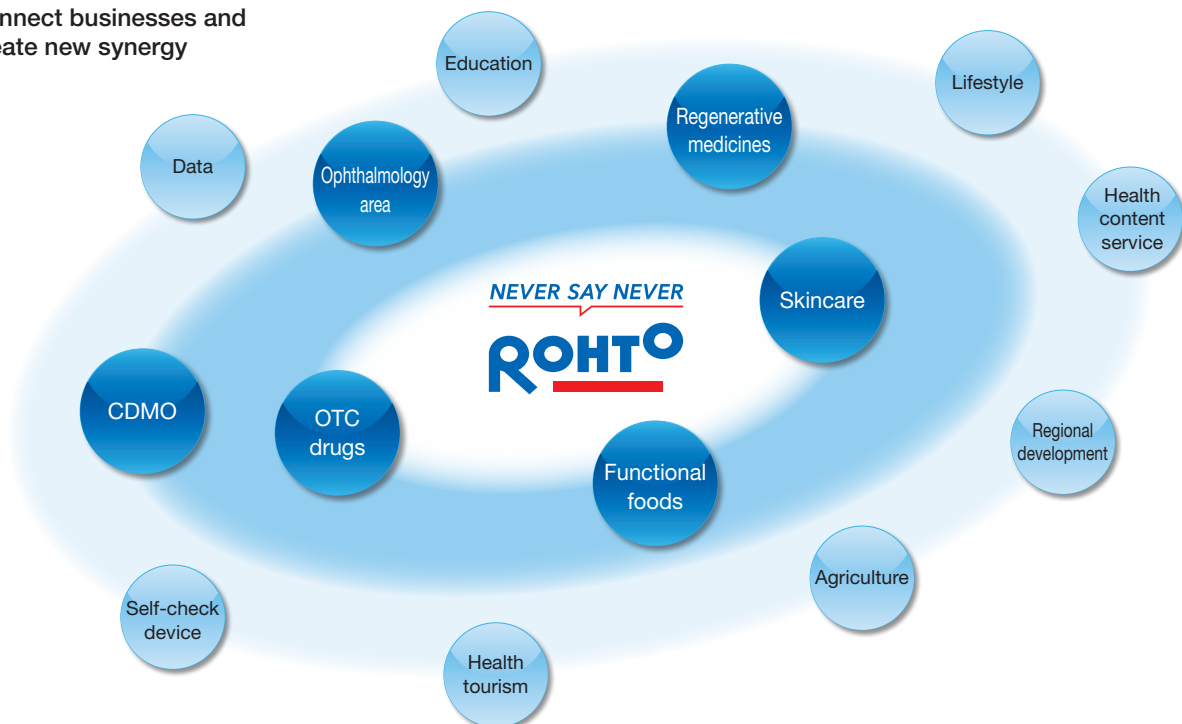 nnect businesses and
eate new synergy
Education
Lifestyle
Regenerative
medicines
Data
Ophthalmology
area
Health
content
service
NEVER SAY NEVER
ROHTO
Skincare
CDMO
OTC
drugs
Regional
development
Functional
foods
Agriculture
Self-check
device
Health
tourism